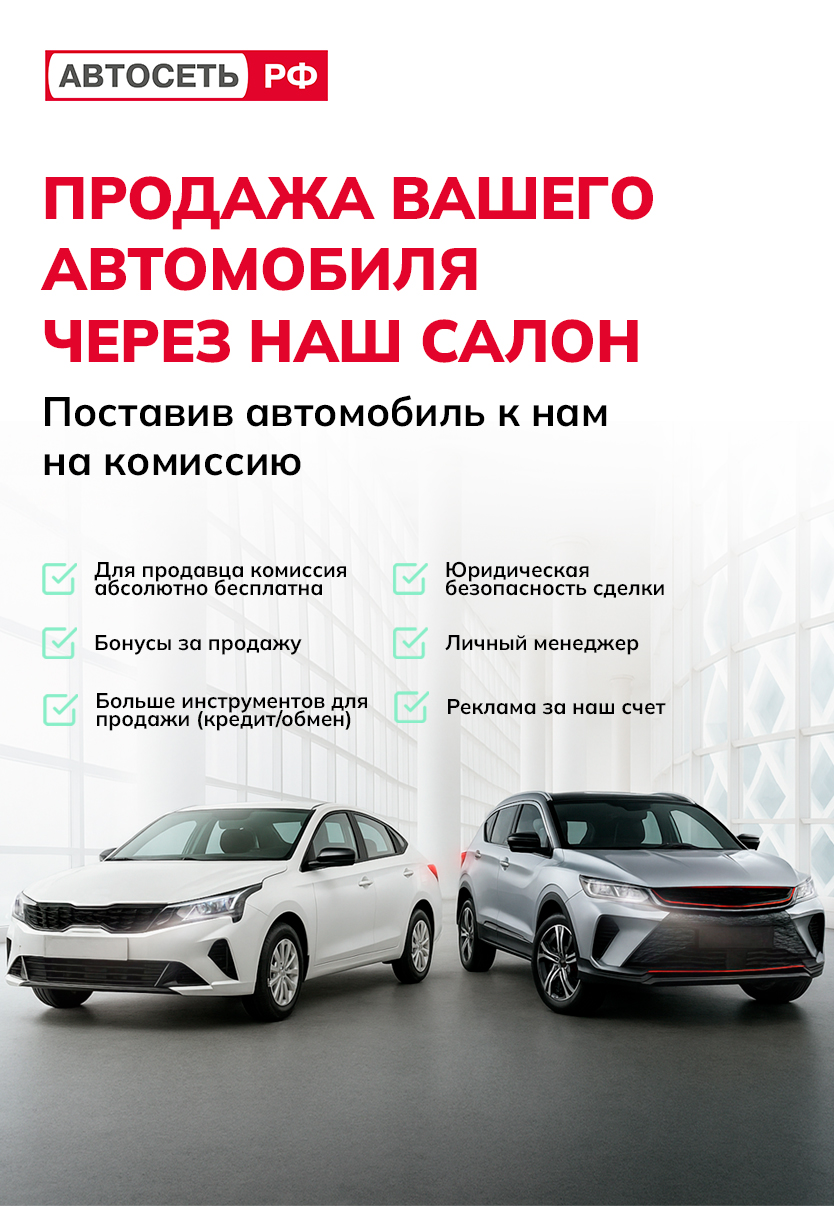 АВТОСЕТЬ РФ
ПРОДАЖА ВАШЕГО
АВТОМОБИЛЯ
ЧЕРЕЗ НАШ САЛОН
Поставив автомобиль к нам
на комиссию
Для продавца комиссия
абсолютно бесплатна
Юридическая
безопасность сделки
Бонусы за продажу
Личный менеджер
Больше инструментов для
продажи (кредит/обмен)
Реклама за наш счет